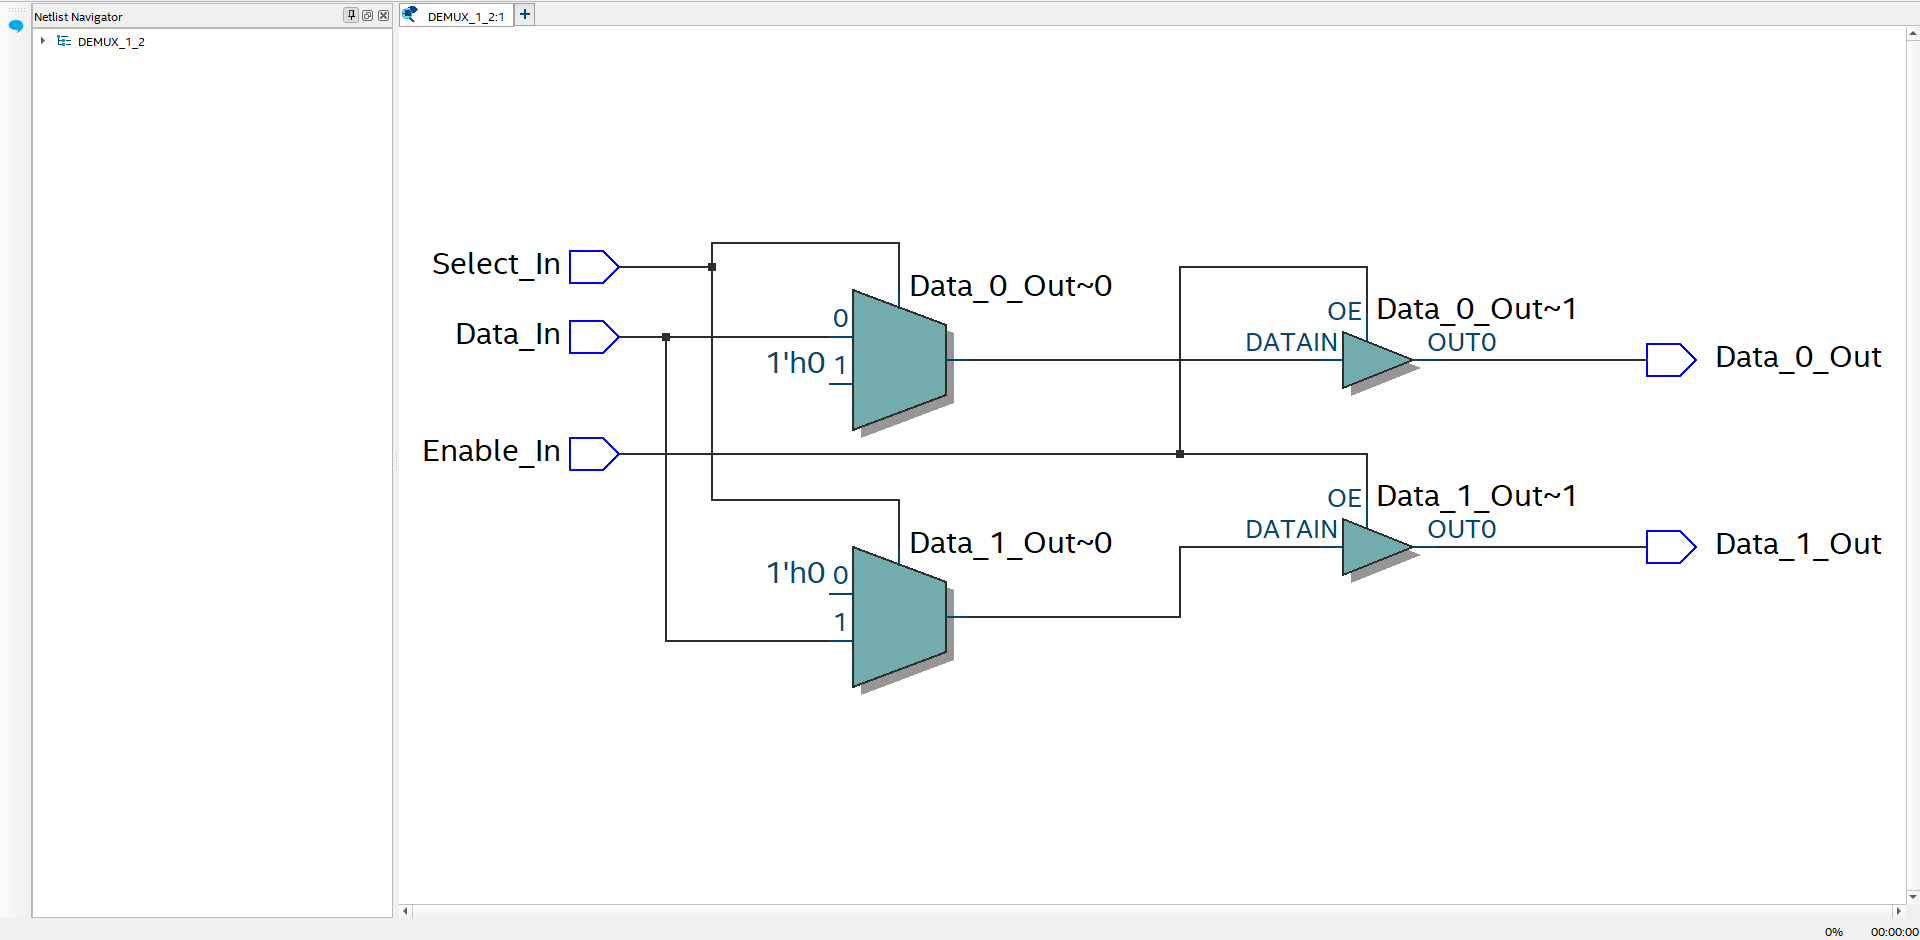 Netlist Navigator
DEMUX_1_2:1
DEMUX_1_2
Select_In
Data_0_Out~0
Data_In
0
1'h0 1
OE Data_0_Out~1
DATAIN OUT0
Data_0_Out
Enable_In
Data_1_Out~0
1'h0 0
1
OE Data_1_Out~1
DATAIN OUT0
Data_1_Out
0% 00:00:00